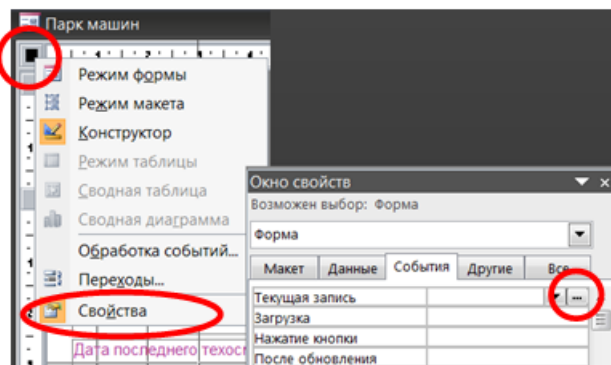 Парк машин
Режим формы
Режим макета
Конструктор
Режим таблицы
Сводная таблица
Сводная диаграмма
Обработка событий...
Переходы...
Свойства
Дата последнего
Окно свойств
Возможен выбор: Форма
Форма
Макет Данные События Другие Все
Текущая запись
Загрузка
Нажатие кнопки
После обновления